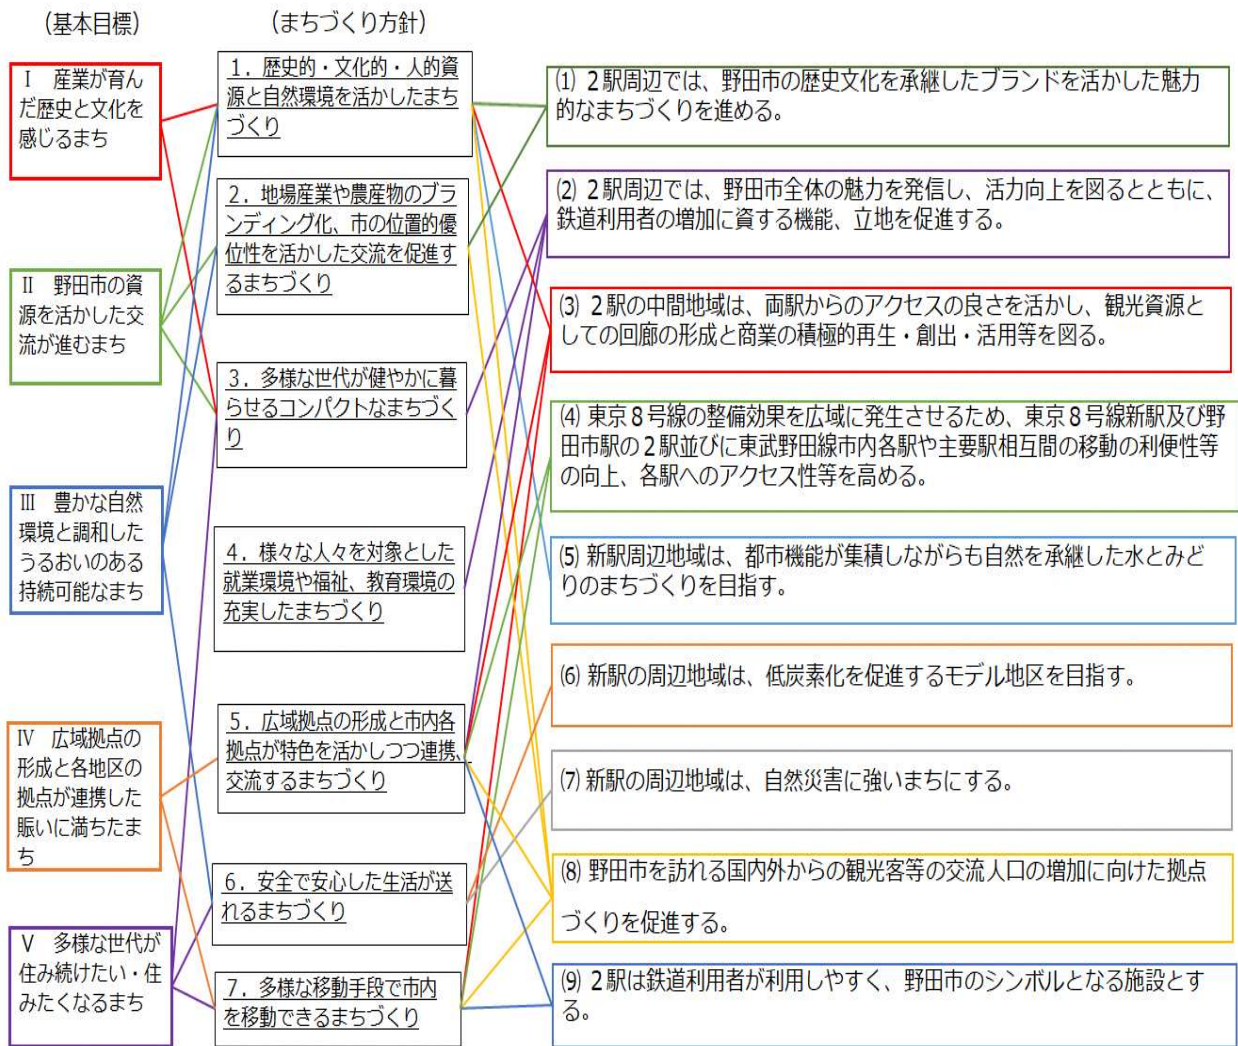 (基本目標)
(まちづくり方針)
Ⅰ　産業が育ん
だ歴史と文化を
感じるまち
Ⅱ　野田市の資
源を活かした交
流が進むまち
Ⅲ　豊かな自然
環境と調和した
うるおいのある
持続可能なまち
Ⅳ　広域拠点の
形成と各地区の
拠点が連携した
賑いに満ちたま
ち
Ⅴ　多様な世代が
住み続けたい・住
みたくなるまち
1．歴史的・文化的・人的資
源と自然環境を活かしたまち
づくり
2．地場産業や農産物のブラ
ンディング化、市の位置的優
位性を活かした交流を促進す
るまちづくり
3．多様な世代が健やかに暮
らせるコンパクトなまちづく
り
4．様々な人々を対象とした
就業環境や福祉、教育環境の
充実したまちづくり
5．広域拠点の形成と市内各
拠点が特色を活かしつつ連携、
交流するまちづくり
6．安全で安心した生活が送
れるまちづくり
7．多様な移動手段で市内
を移動できるまちづくり
⑴ 2駅周辺では、野田市の歴史文化を承継したブランドを活かした魅力
的なまちづくりを進める。
⑵ 2駅周辺では、野田市全体の魅力を発信し、活力向上を図るとともに、
鉄道利用者の増加に資する機能、立地を促進する。
⑶ 2駅の中間地域は、両駅からのアクセスの良さを活かし、観光資源と
しての回廊の形成と商業の積極的再生・創出・活用等を図る。
⑷ 東京8号線の整備効果を広域に発生させるため、東京8号線新駅及び野
田市駅の2駅並びに東武野田線市内各駅や主要駅相互間の移動の利便性等
の向上、各駅へのアクセス性等を高める。
⑸ 新駅周辺地域は、都市機能が集積しながらも自然を承継した水とみど
りのまちづくりを目指す。
⑹ 新駅の周辺地域は、低炭素化を促進するモデル地区を目指す。
⑺ 新駅の周辺地域は、自然災害に強いまちにする。
⑻ 野田市を訪れる国内外からの観光客等の交流人口の増加に向けた拠点
づくりを促進する。
⑼ 2駅は鉄道利用者が利用しやすく、野田市のシンボルとなる施設とす
る。